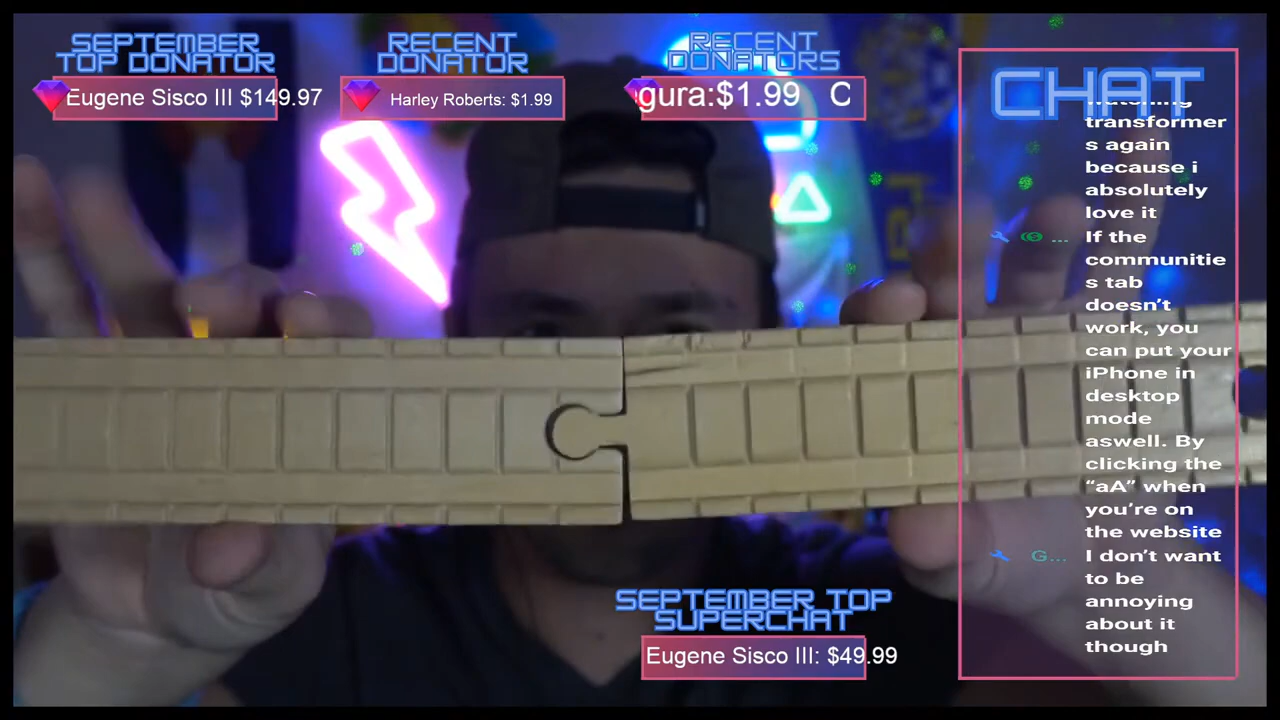 SEPTEMBER
TOP DONATOR
Eugene Sisco III $149.97
RECENT
DONATOR
Harley Roberts: $1.99
RECENT
DONATORS
gura:$1.99 C
CHAT
watching
transformer
s again
because i
absolutely
love it
...
If the
communitie
s tab
doesn't
work, you
can put your
iPhone in
desktop
mode
aswell. By
clicking the
“aA” when
you're on
the website
G...
I don't want
to be
annoying
about it
though
SEPTEMBER TOP
SUPERCHAT
Eugene Sisco III: $49.99